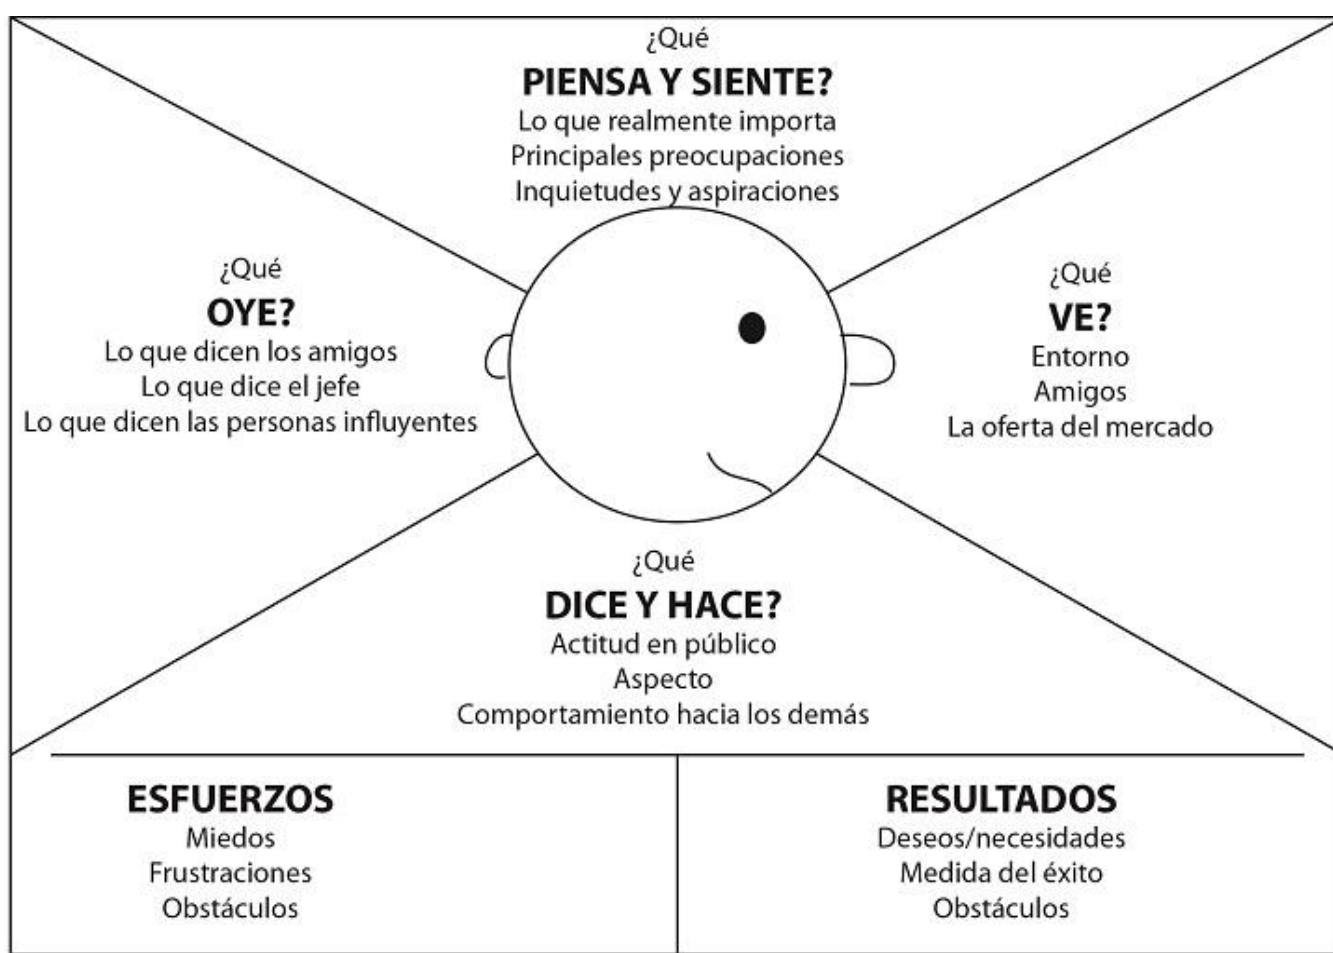 ¿Qué
PIENSA Y SIENTE?
Lo que realmente importa
Principales preocupaciones
Inquietudes y aspiraciones
¿Qué
OYE?
Lo que dicen los amigos
Lo que dice el jefe
Lo que dicen las personas influyentes
¿Qué
VE?
Entorno
Amigos
La oferta del mercado
¿Qué
DICE Y HACE?
Actitud en público
Aspecto
Comportamiento hacia los demás
ESFUERZOS
Miedos
Frustraciones
Obstáculos
RESULTADOS
Deseos/necesidades
Medida del éxito
Obstáculos